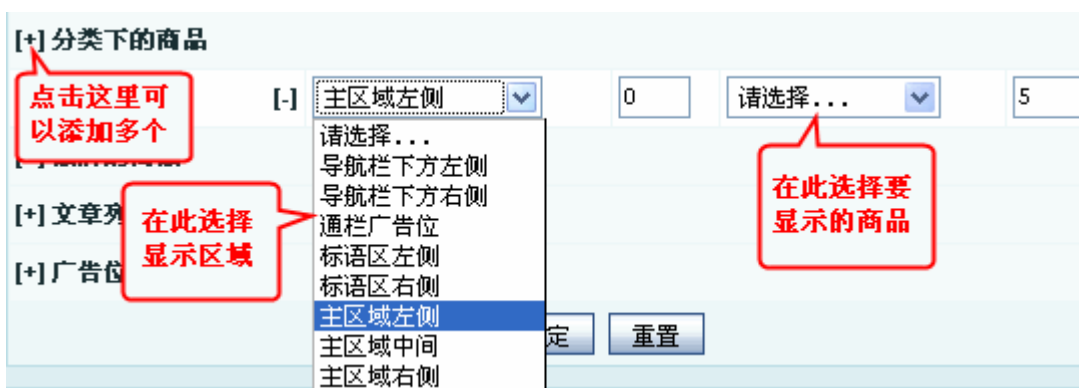 [+] 分类下的商品
点击这里可
以添加多个
[-] 主区域左侧 0 请选择... 5
请选择...
导航栏下方左侧
导航栏下方右侧
通栏广告位
标语区左侧
标语区右侧
主区域左侧
主区域中间
主区域右侧
在此选择
显示区域
在此选择要
显示的商品
[+] 文章列
[+] 广告位
定 重置